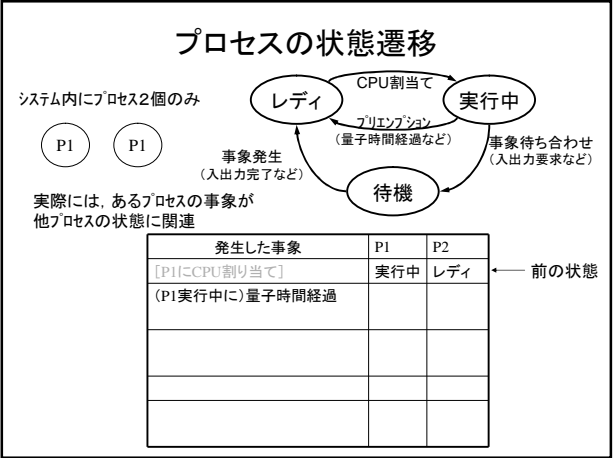 プロセスの状態遷移
システム内にプロセス2個のみ
P1
P1
レディ
CPU割当て
実行中
プリエンプション
(量子時間経過など)
事象発生
(入出力完了など)
事象待ち合わせ
(入出力要求など)
待機
実際には, あるプロセスの事象が
他プロセスの状態に関連
発生した事象 P1 P2
[P1にCPU割り当て] 実行中 レディ
前の状態
(P1実行中に)量子時間経過